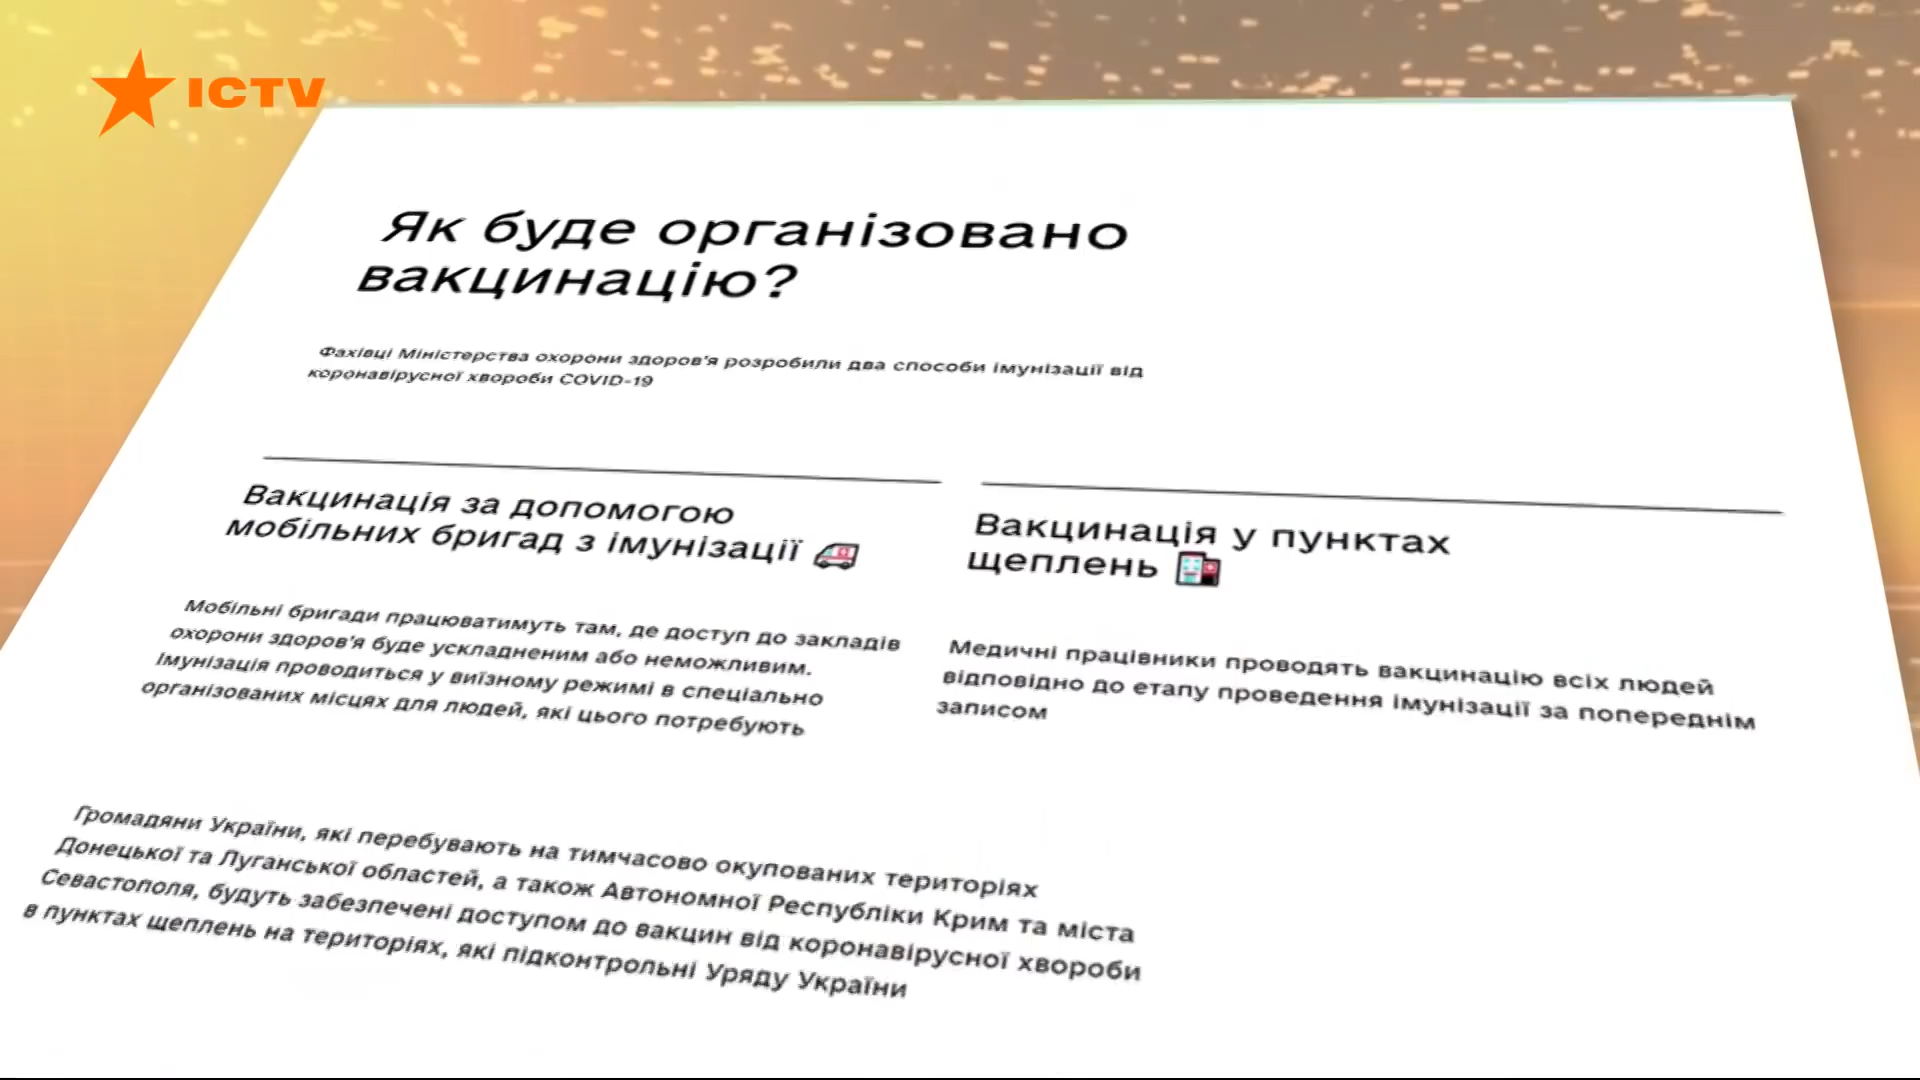 ICTV
Як буде організовано
вакцинацію?
Фахівці Міністерства охорони здоров'я розробили два способи імунізації від
коронавірусної хвороби COVID-19
Вакцинація за допомогою
мобільних бригад з імунізації
Мобільні бригади працюватимуть там, де доступ до закладів
охорони здоров'я буде ускладненим або неможливим.
Імунізація проводиться у виїзному режимі в спеціально
організованих місцях для людей, які цього потребують
Вакцинація у пунктах
щеплень
Медичні працівники проводять вакцинацію всіх людей
відповідно до етапу проведення імунізації за попереднім
записом
Громадяни України, які перебувають на тимчасово окупованих територіях
Донецької та Луганської областей, а також Автономної Республіки Крим та міста
Севастополя, будуть забезпечені доступом до вакцин від коронавірусної хвороби
в пунктах щеплень на територіях, які підконтрольні Уряду України